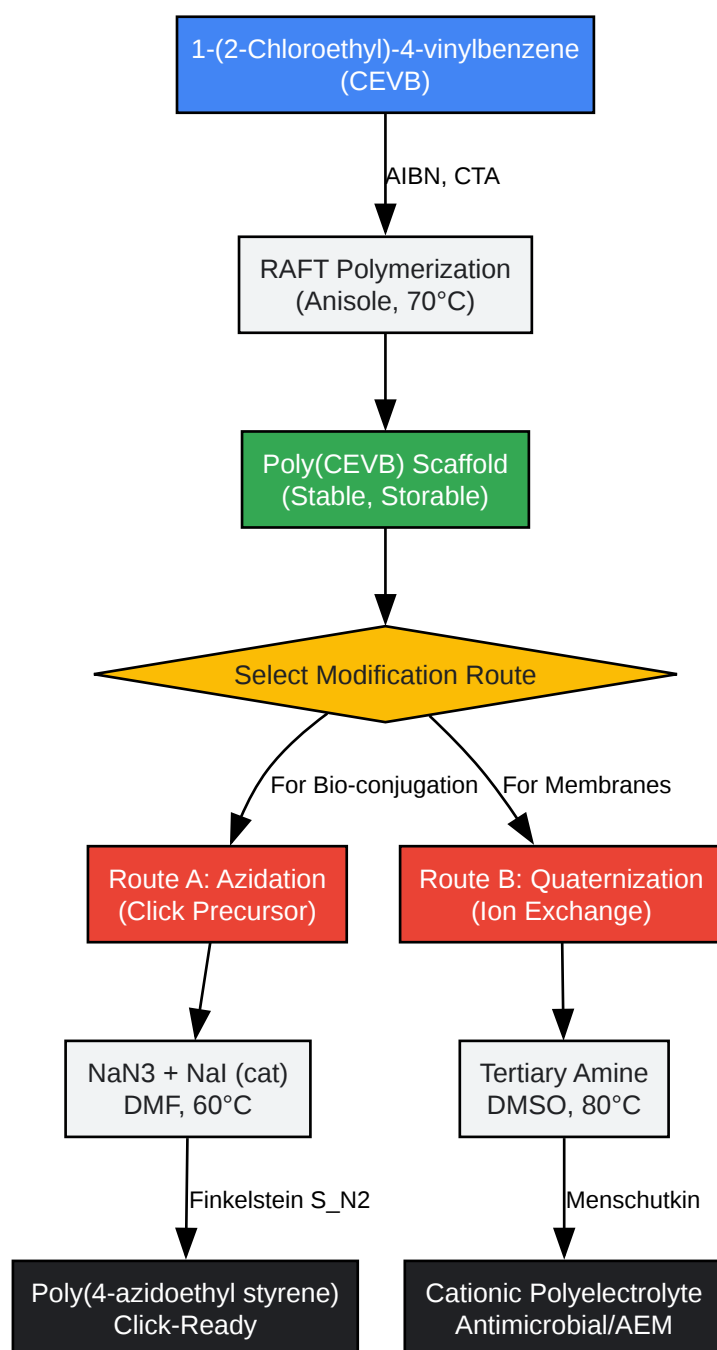 1-(2-Chloroethyl)-4-vinylbenzene
(CEVB)
AIBN, CTA
RAFT Polymerization
(Anisole, 70°C)
Poly(CEVB) Scaffold
(Stable, Storable)
Select Modification Route
For Bio-conjugation
For Membranes
Route A: Azidation
(Click Precursor)
Route B: Quaternization
(Ion Exchange)
NaN3 + NaI (cat)
DMF, 60°C
Tertiary Amine
DMSO, 80°C
Finkelstein S_N2
Menschutkin
Poly(4-azidoethyl styrene)
Click-Ready
Cationic Polyelectrolyte
Antimicrobial/AEM